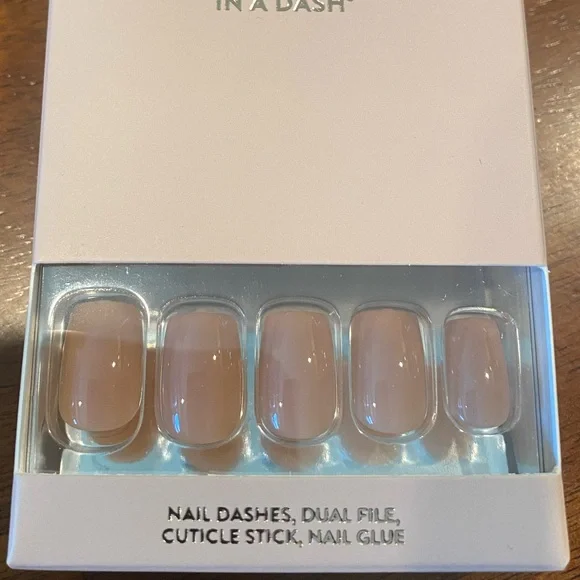 IN A DASH®
NAIL DASHES, DUAL FILE,
CUTICLE STICK, NAIL GLUE